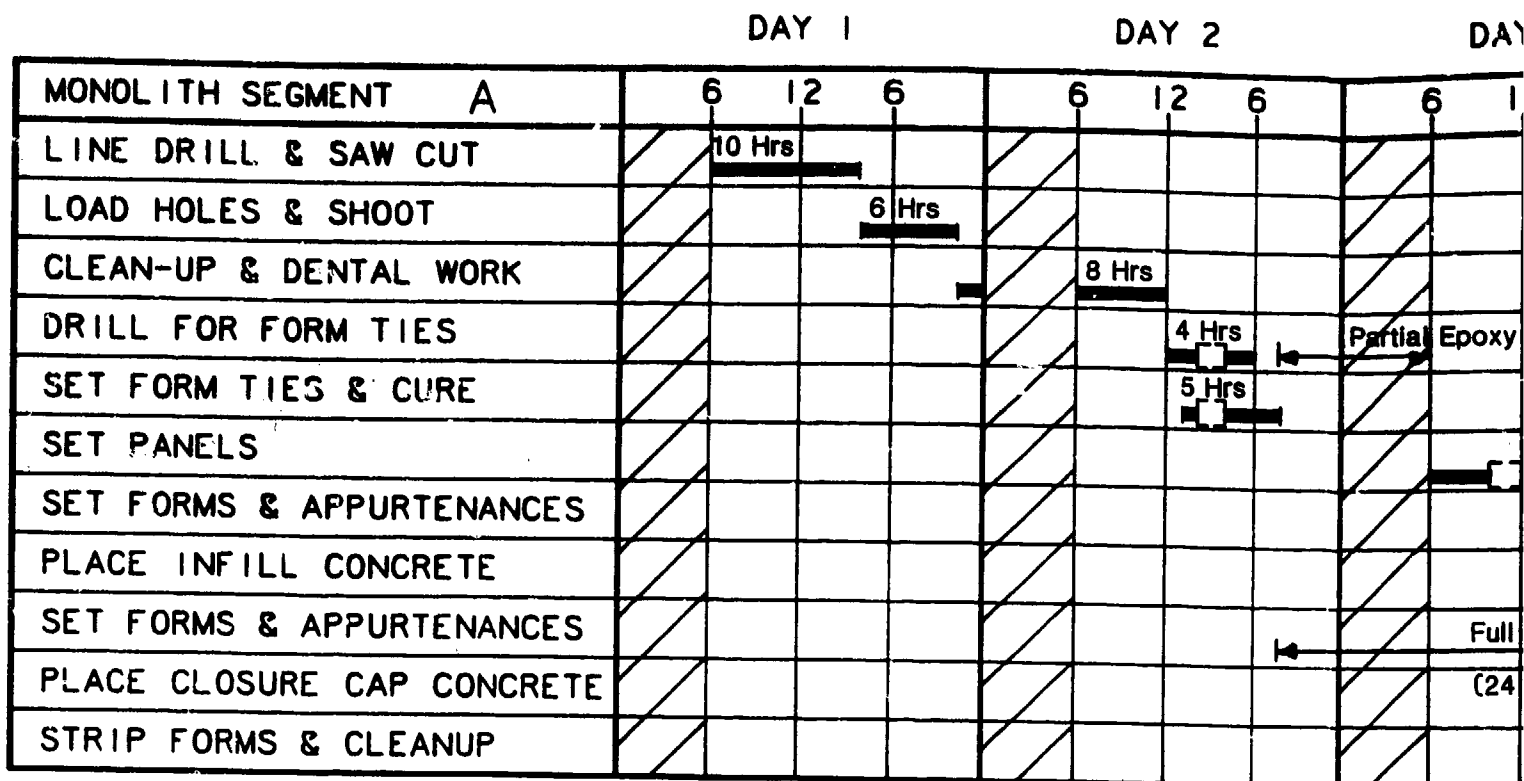 DAY 1 DAY 2 DAY
MONOLITH SEGMENT A 6 12 6 6 12 6 6 1
LINE DRILL & SAW CUT 10 Hrs
LOAD HOLES & SHOOT 6 Hrs
CLEAN-UP & DENTAL WORK 8 Hrs
DRILL FOR FORM TIES 4 Hrs Partial Epoxy
SET FORM TIES & CURE 5 Hrs
SET PANELS
SET FORMS & APPURTENANCES
PLACE INFILL CONCRETE
SET FORMS & APPURTENANCES Full
PLACE CLOSURE CAP CONCRETE (24
STRIP FORMS & CLEANUP